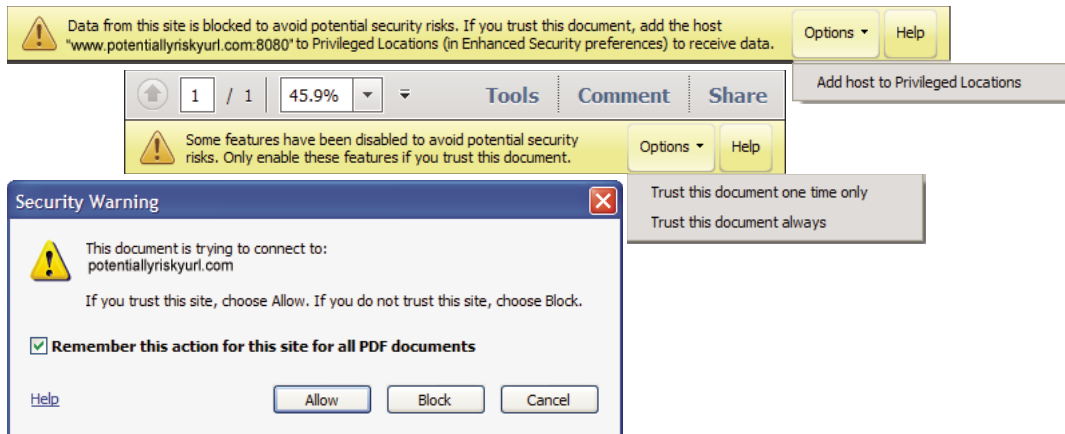 Data from this site is blocked to avoid potential security risks. If you trust this document, add the host
"www.potentiallyriskyurl.com:8080" to Privileged Locations (in Enhanced Security preferences) to receive data.
Options
Help
Add host to Privileged Locations
1 / 1 45.9% Tools Comment Share
Some features have been disabled to avoid potential security
risks. Only enable these features if you trust this document.
Options
Help
Trust this document one time only
Trust this document always
Security Warning
This document is trying to connect to:
potentiallyriskyurl.com
If you trust this site, choose Allow. If you do not trust this site, choose Block.
Remember this action for this site for all PDF documents
Help Allow Block Cancel